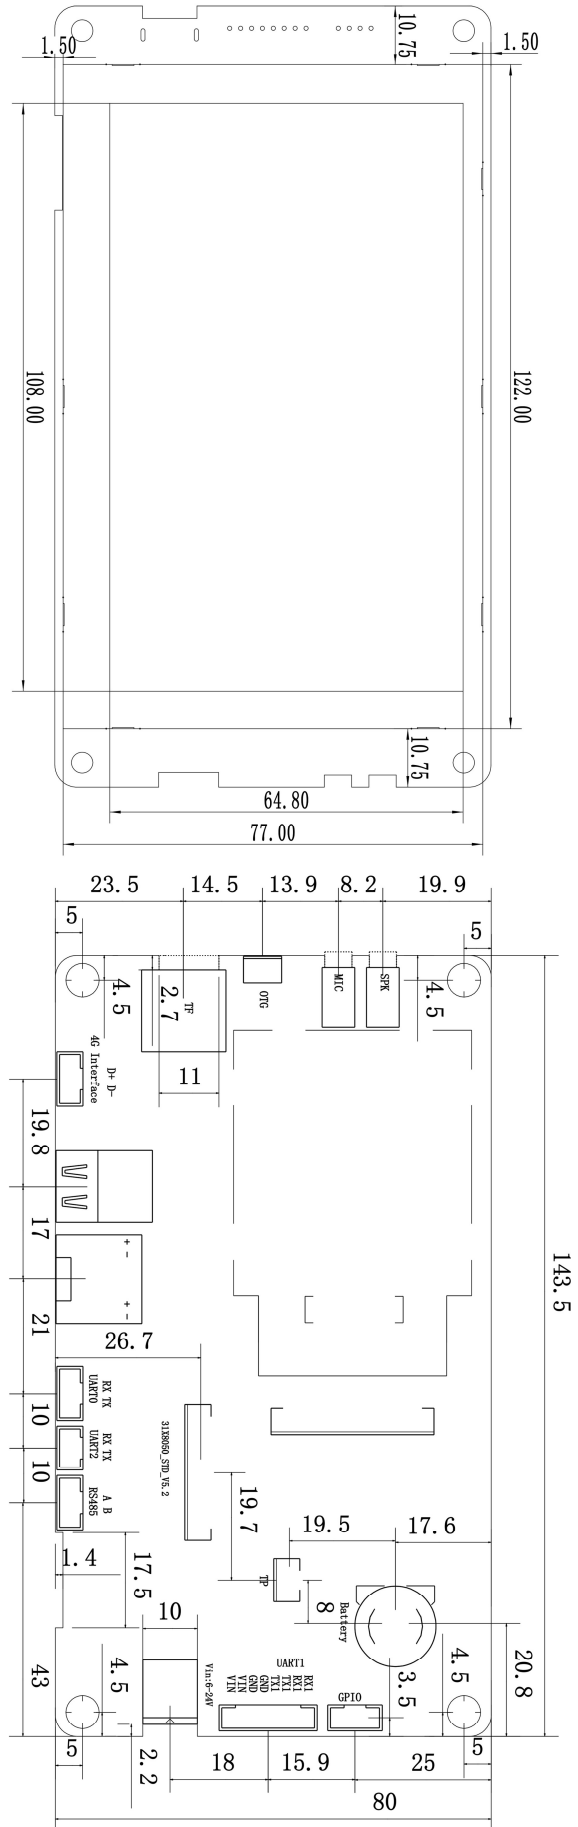 10.75
1.50
1.50
108.00
122.00
10.75
64.80
77.00
23.5
14.5
13.9
8.2
19.9
5
5
4.5
2.7
TF
OTG
MIC
SPK
4.5
4G Interface
D+ D-
11
19.8
17
+ -
+ -
143.5
21
26.7
RX TX
UART0
10
RX TX
UART2
31X8050_STD_V5.2
10
A B
RS485
19.7
19.5
17.6
1.4
17.5
TP
8
Battery
10
43
4.5
Vin:6-24V
UART1
VIN
VIN
GND
GND
TX1
TX1
RX1
RX1
GPIO
3.5
4.5
20.8
5
2.2
18
15.9
25
5
80